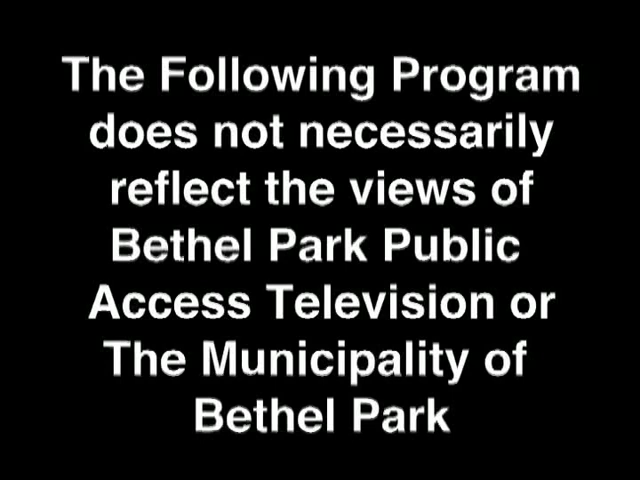 The Following Program
does not necessarily
reflect the views of
Bethel Park Public
Access Television or
The Municipality of
Bethel Park